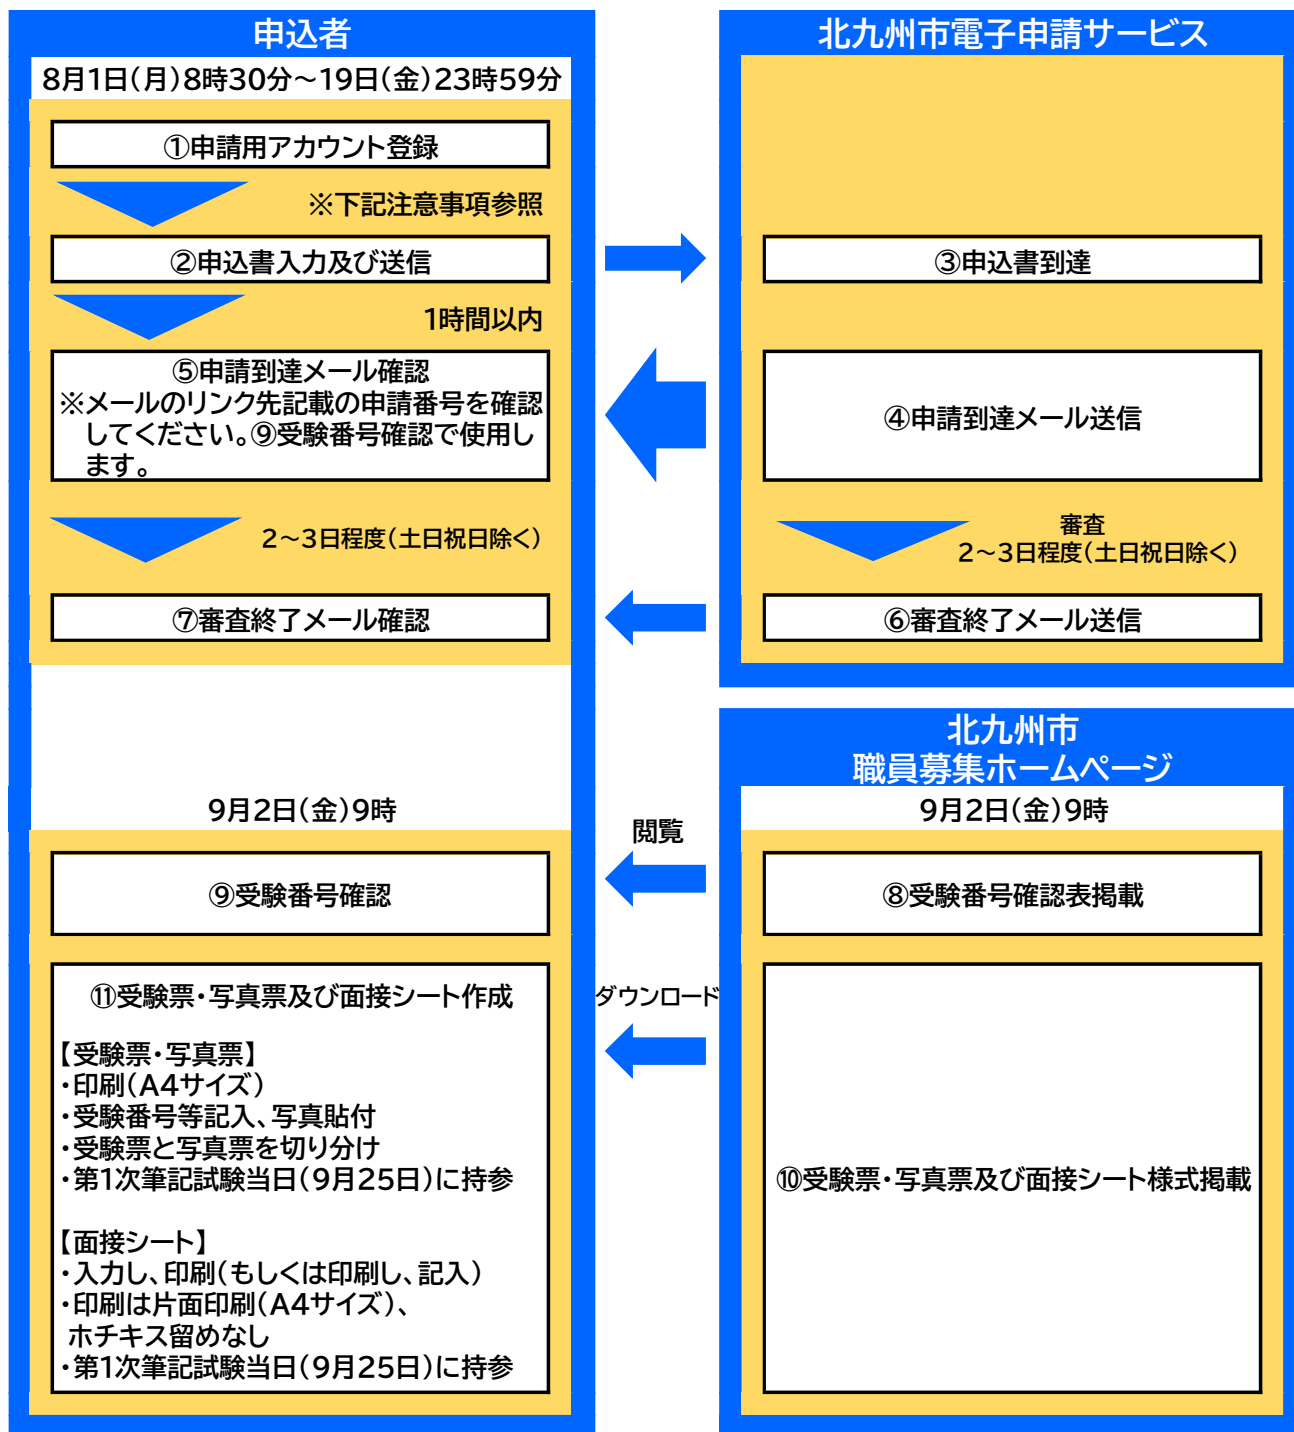 申込者
8月1日(月)8時30分～19日(金)23時59分
①申請用アカウント登録
※下記注意事項参照
②申込書入力及び送信
1時間以内
⑤申請到達メール確認
※メールのリンク先記載の申請番号を確認
してください。⑨受験番号確認で使用し
ます。
2～3日程度(土日祝日除く)
⑦審査終了メール確認
9月2日(金)9時
⑨受験番号確認
⑪受験票・写真票及び面接シート作成
【受験票・写真票】
・印刷(A4サイズ)
・受験番号等記入、写真貼付
・受験票と写真票を切り分け
・第1次筆記試験当日(9月25日)に持参
【面接シート】
・入力し、印刷(もしくは印刷し、記入)
・印刷は片面印刷(A4サイズ)、
ホチキス留めなし
・第1次筆記試験当日(9月25日)に持参
閲覧
ダウンロード
北九州市電子申請サービス
③申込書到達
④申請到達メール送信
審査
2～3日程度(土日祝日除く)
⑥審査終了メール送信
北九州市
職員募集ホームページ
9月2日(金)9時
⑧受験番号確認表掲載
⑩受験票・写真票及び面接シート様式掲載